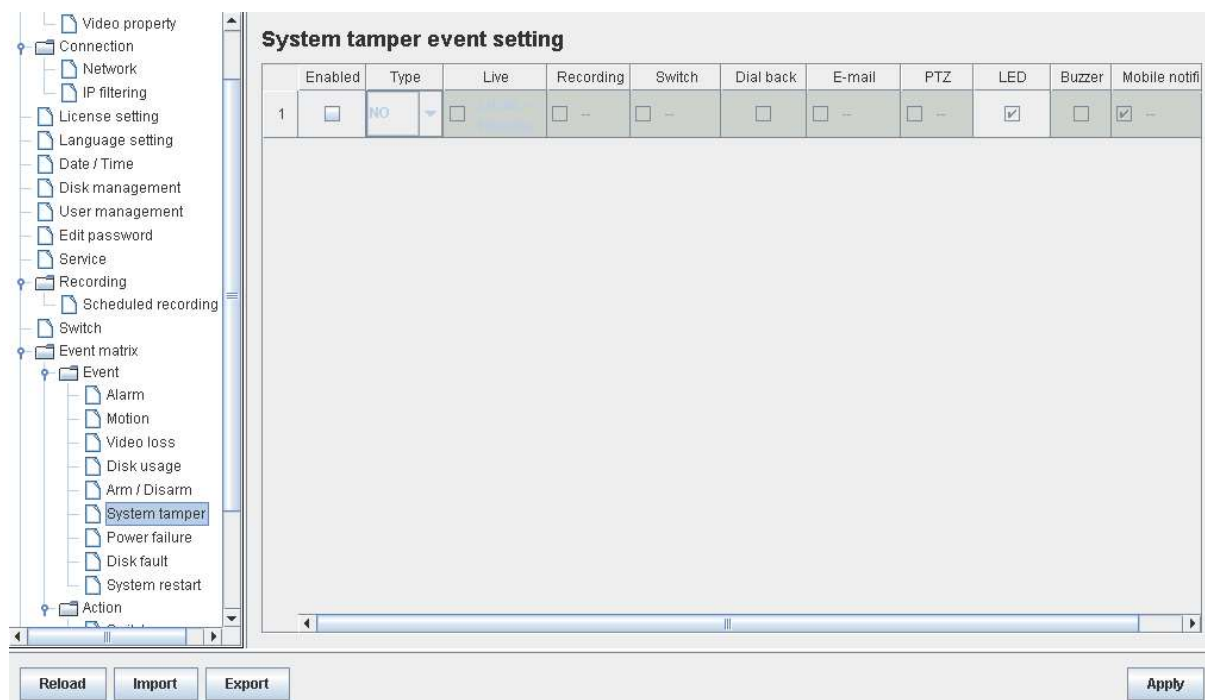 Video property
Connection
Network
IP filtering
License setting
Language setting
Date / Time
Disk management
User management
Edit password
Service
Recording
Scheduled recording
Switch
Event matrix
Event
Alarm
Motion
Video loss
Disk usage
Arm / Disarm
System tamper
Power failure
Disk fault
System restart
Action
System tamper event setting
Enabled Type Live Recording Switch Dial back E-mail PTZ LED Buzzer Mobile notifi
1 NO -- -- -- -- --
Reload Import Export Apply